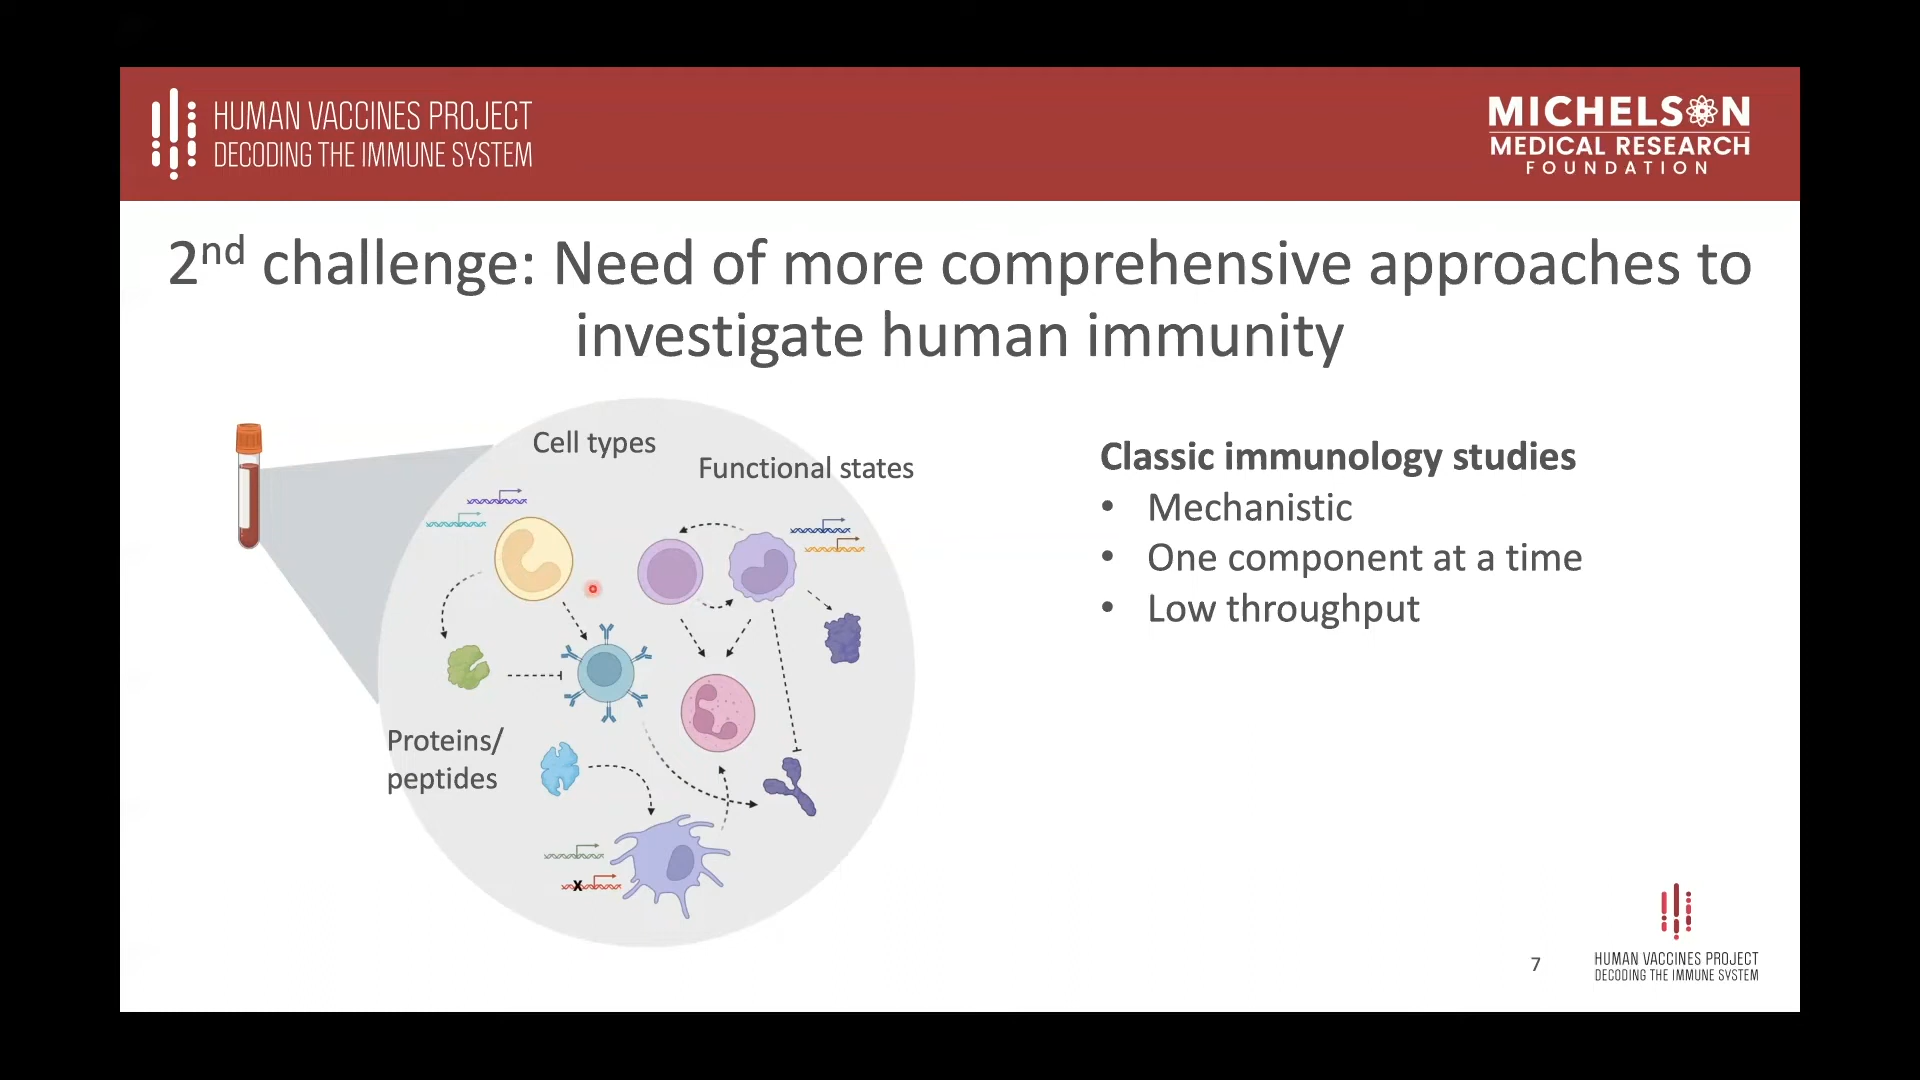 HUMAN VACCINES PROJECT
DECODING THE IMMUNE SYSTEM
MICHELSON
MEDICAL RESEARCH
FOUNDATION
2nd challenge: Need of more comprehensive approaches to
investigate human immunity
Cell types
Functional states
Proteins/
peptides
x
Classic immunology studies
• Mechanistic
• One component at a time
• Low throughput
7
HUMAN VACCINES PROJECT
DECODING THE IMMUNE SYSTEM